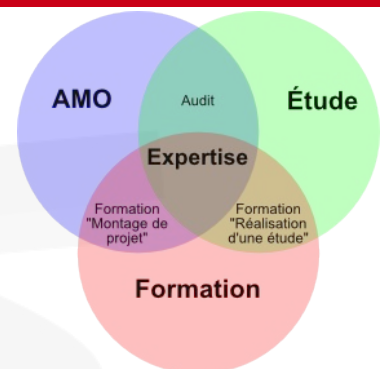 AMO
Audit
Étude
Expertise
Formation
"Montage de
projet"
Formation
"Réalisation
d'une étude"
Formation